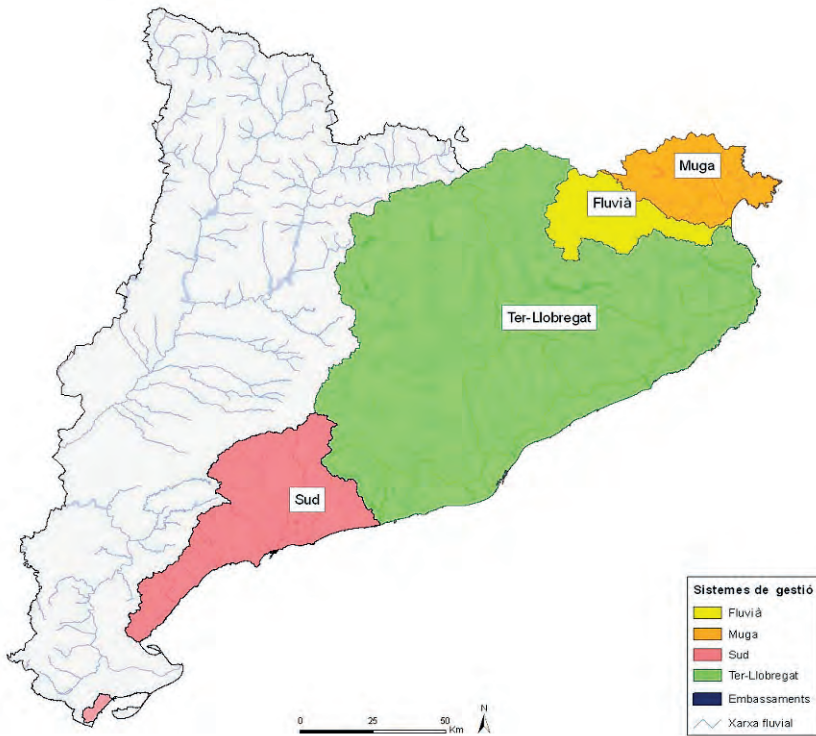 Muga
Fluvià
Ter-Llobregat
Sud
Sistemes de gestió
Fluvià
Muga
Sud
Ter-Llobregat
Embassaments
Xarxa fluvial
0 25 50
Km
N